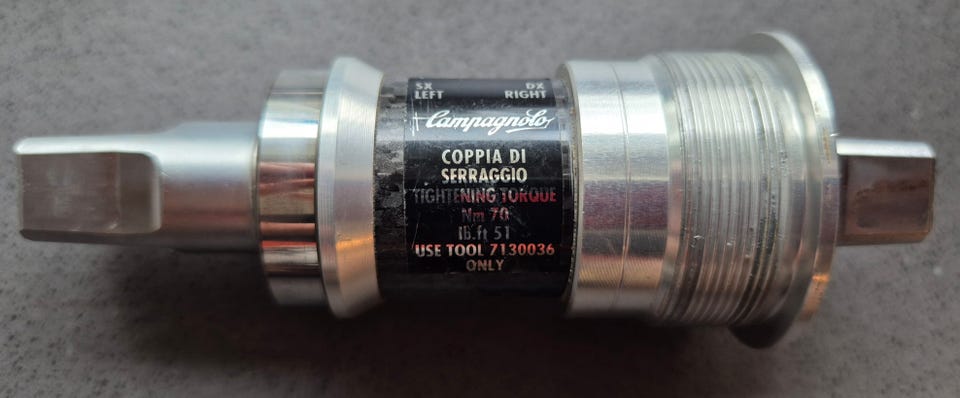 SX DX
LEFT RIGHT
Campagnolo
COPPIA DI
SERRAGGIO
TIGHTENING TORQUE
Nm 70
lb.ft 51
USE TOOL 7130036
ONLY